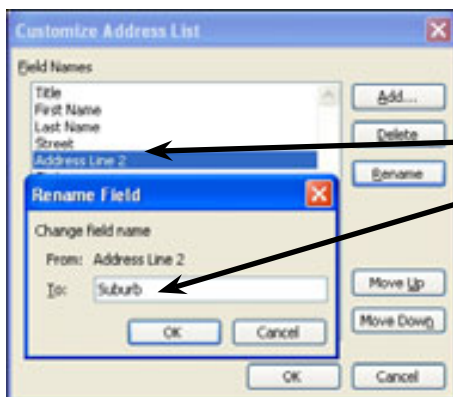 Customize Address List
Field Names
Title
First Name
Last Name
Street
Address Line 2
Add...
Delete
Rename
Rename Field
Change field name
From: Address Line 2
To: Suburb
OK Cancel
Move Up
Move Down
OK Cancel